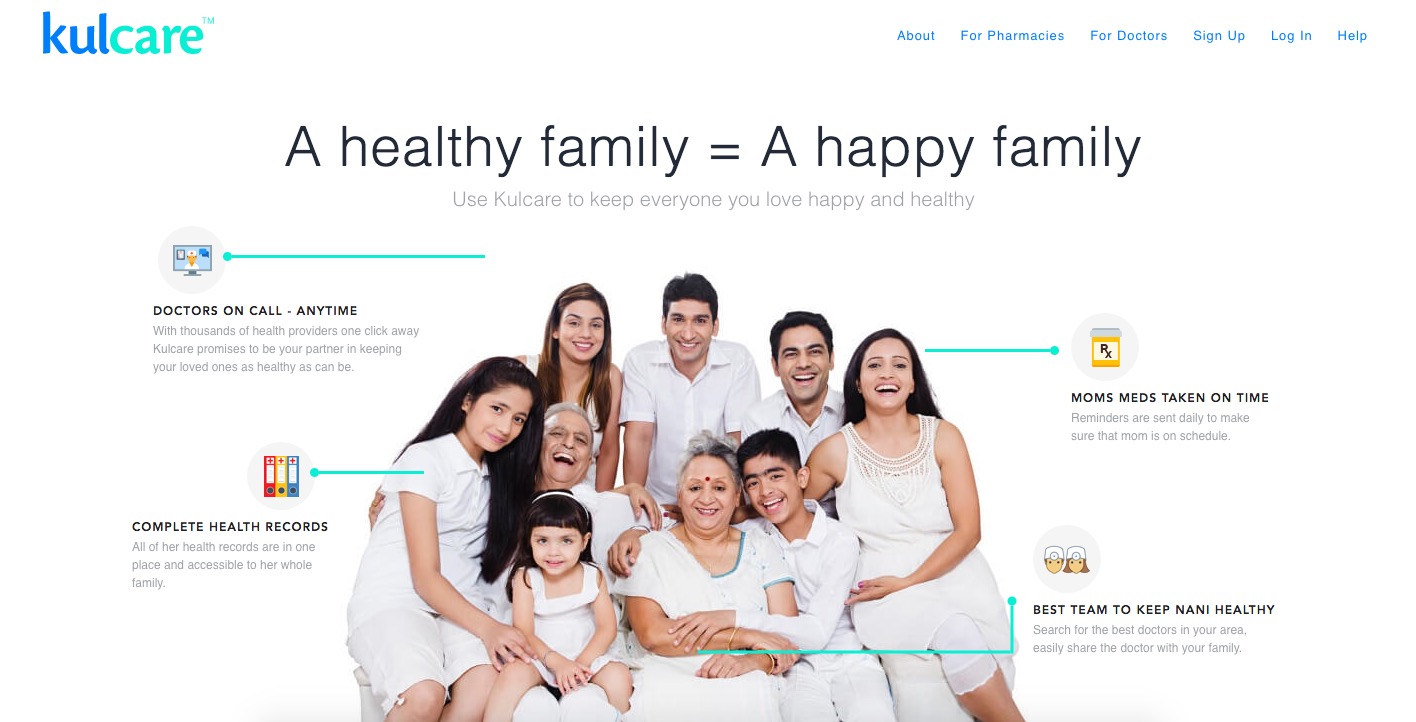 kulcare™
About For Pharmacies For Doctors Sign Up Log In Help
A healthy family = A happy family
Use Kulcare to keep everyone you love happy and healthy
DOCTORS ON CALL - ANYTIME
With thousands of health providers one click away
Kulcare promises to be your partner in keeping
your loved ones as healthy as can be.
Rx
MOMS MEDS TAKEN ON TIME
Reminders are sent daily to make
sure that mom is on schedule.
COMPLETE HEALTH RECORDS
All of her health records are in one
place and accessible to her whole
family.
BEST TEAM TO KEEP NANI HEALTHY
Search for the best doctors in your area,
easily share the doctor with your family.